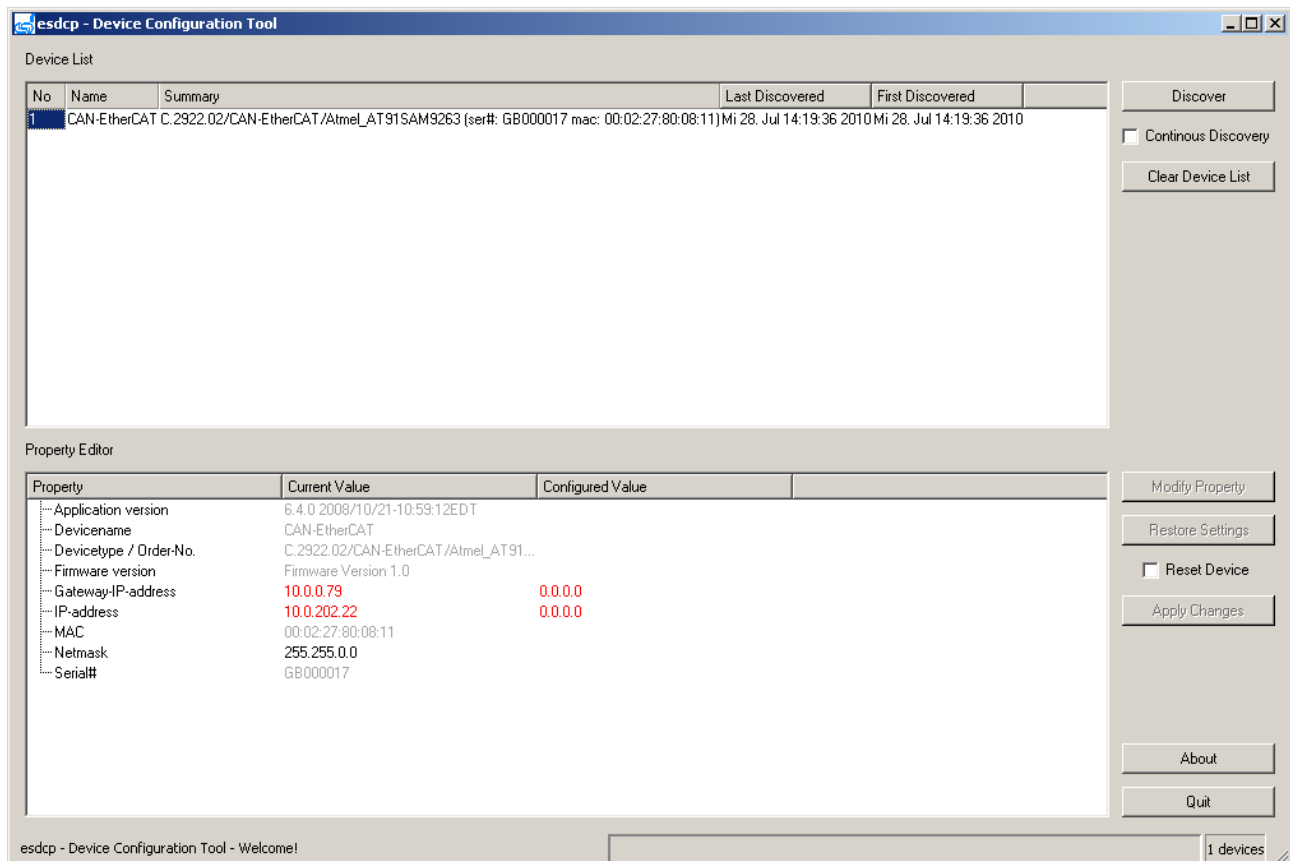 esdcp - Device Configuration Tool
Device List
No Name Summary Last Discovered First Discovered
1 CAN-EtherCAT C.2922.02/CAN-EtherCAT/Atmel_AT91SAM9263 (ser#: GB000017 mac: 00:02:27:80:08:11) Mi 28. Jul 14:19:36 2010 Mi 28. Jul 14:19:36 2010
Discover
Continous Discovery
Clear Device List
Property Editor
Property Current Value Configured Value
Application version 6.4.0 2008/10/21-10:59:12EDT
Devicename CAN-EtherCAT
Devicetype / Order-No. C.2922.02/CAN-EtherCAT/Atmel_AT91...
Firmware version Firmware Version 1.0
Gateway-IP-address 10.0.0.79 0.0.0.0
IP-address 10.0.202.22 0.0.0.0
MAC 00:02:27:80:08:11
Netmask 255.255.0.0
Serial# GB000017
Modify Property
Restore Settings
Reset Device
Apply Changes
About
Quit
esdcp - Device Configuration Tool - Welcome!
1 devices